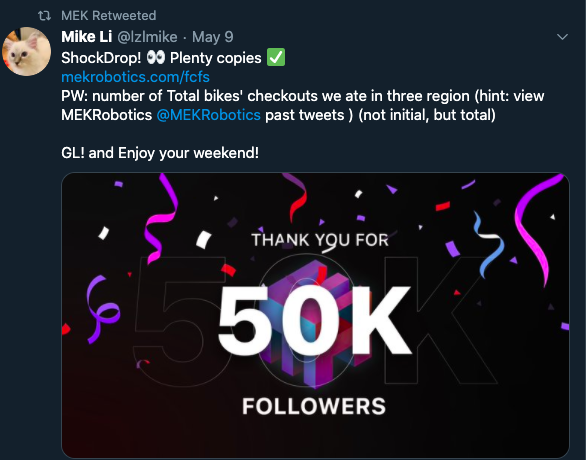 MEK Retweeted
Mike Li @lzlmike · May 9
ShockDrop! 👀 Plenty copies ✅
mekrobotics.com/fcfs
PW: number of Total bikes' checkouts we ate in three region (hint: view
MEKRobotics @MEKRobotics past tweets ) (not initial, but total)
GL! and Enjoy your weekend!
THANK YOU FOR
50K
FOLLOWERS